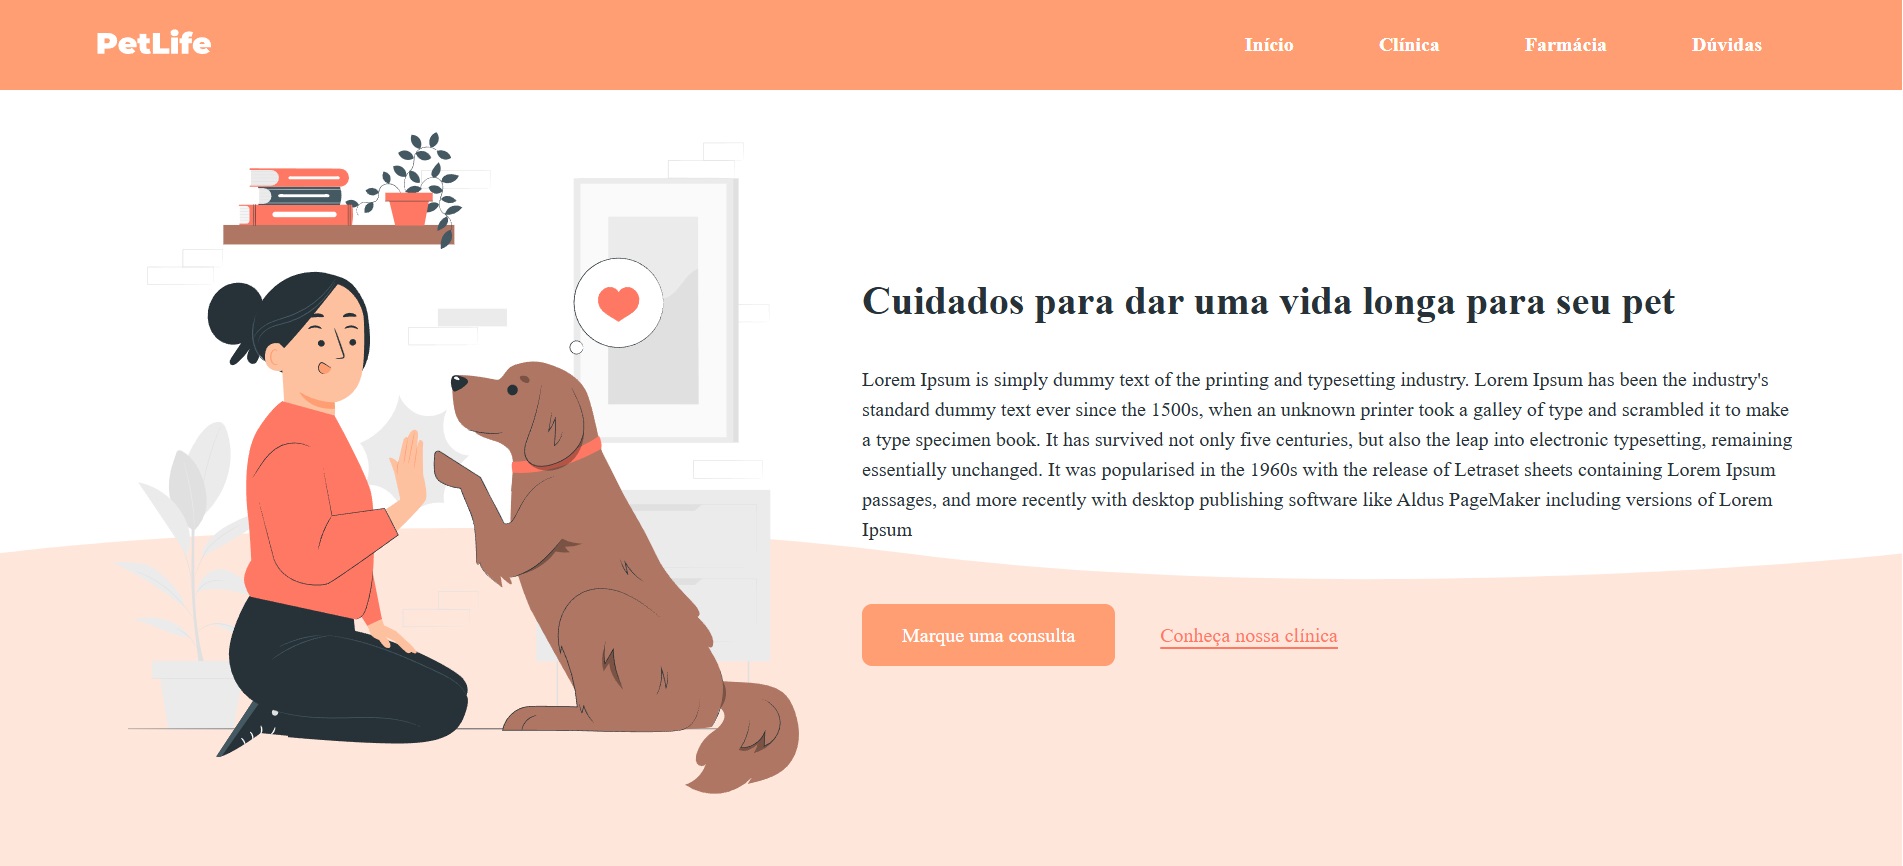 PetLife
Início
Clínica
Farmácia
Dúvidas
Cuidados para dar uma vida longa para seu pet
Lorem Ipsum is simply dummy text of the printing and typesetting industry. Lorem Ipsum has been the industry's
standard dummy text ever since the 1500s, when an unknown printer took a galley of type and scrambled it to make
a type specimen book. It has survived not only five centuries, but also the leap into electronic typesetting, remaining
essentially unchanged. It was popularised in the 1960s with the release of Letraset sheets containing Lorem Ipsum
passages, and more recently with desktop publishing software like Aldus PageMaker including versions of Lorem
Ipsum
Marque uma consulta
Conheça nossa clínica